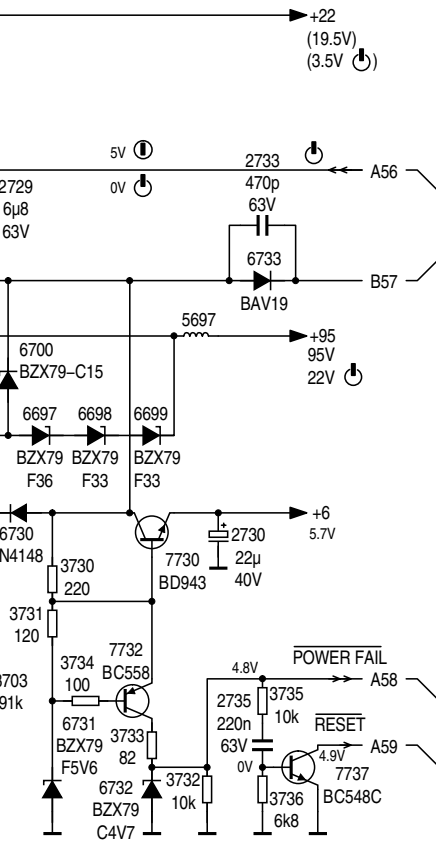 +22
(19.5V)
(3.5V )
5V
0V
2733
470p
63V
A56
2729
6µ8
63V
6733
BAV19
B57
5697
+95
95V
22V
6700
BZX79–C15
6697
BZX79
F36
6698
BZX79
F33
6699
BZX79
F33
6730
N4148
3730
220
7730
BD943
+
2730
22µ
40V
+6
5.7V
3731
120
3703
91k
3734
100
7732
BC558
6731
BZX79
F5V6
3733
82
6732
BZX79
C4V7
3732
10k
4.8V
POWER FAIL
A58
2735
220n
63V
0V
3735
10k
RESET
A59
4.9V
7737
BC548C
3736
6k8